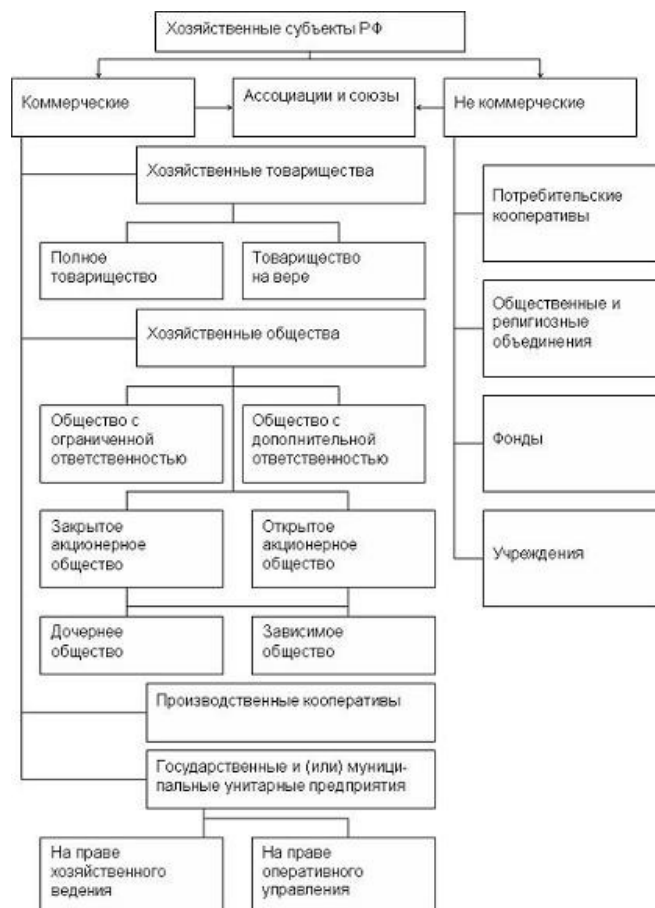 Хозяйственные субъекты РФ
Коммерческие
Ассоциации и союзы
Не коммерческие
Хозяйственные товарищества
Полное
товарищество
Товарищество
на вере
Хозяйственные общества
Общество с
ограниченной
ответственностью
Общество с
дополнительной
ответственностью
Закрытое
акционерное
общество
Открытое
акционерное
общество
Дочернее
общество
Зависимое
общество
Производственные кооперативы
Государственные и (или) муници-
пальные унитарные предприятия
На праве
хозяйственного
ведения
На праве
оперативного
управления
Потребительские
кооперативы
Общественные и
религиозные
объединения
Фонды
Учреждения